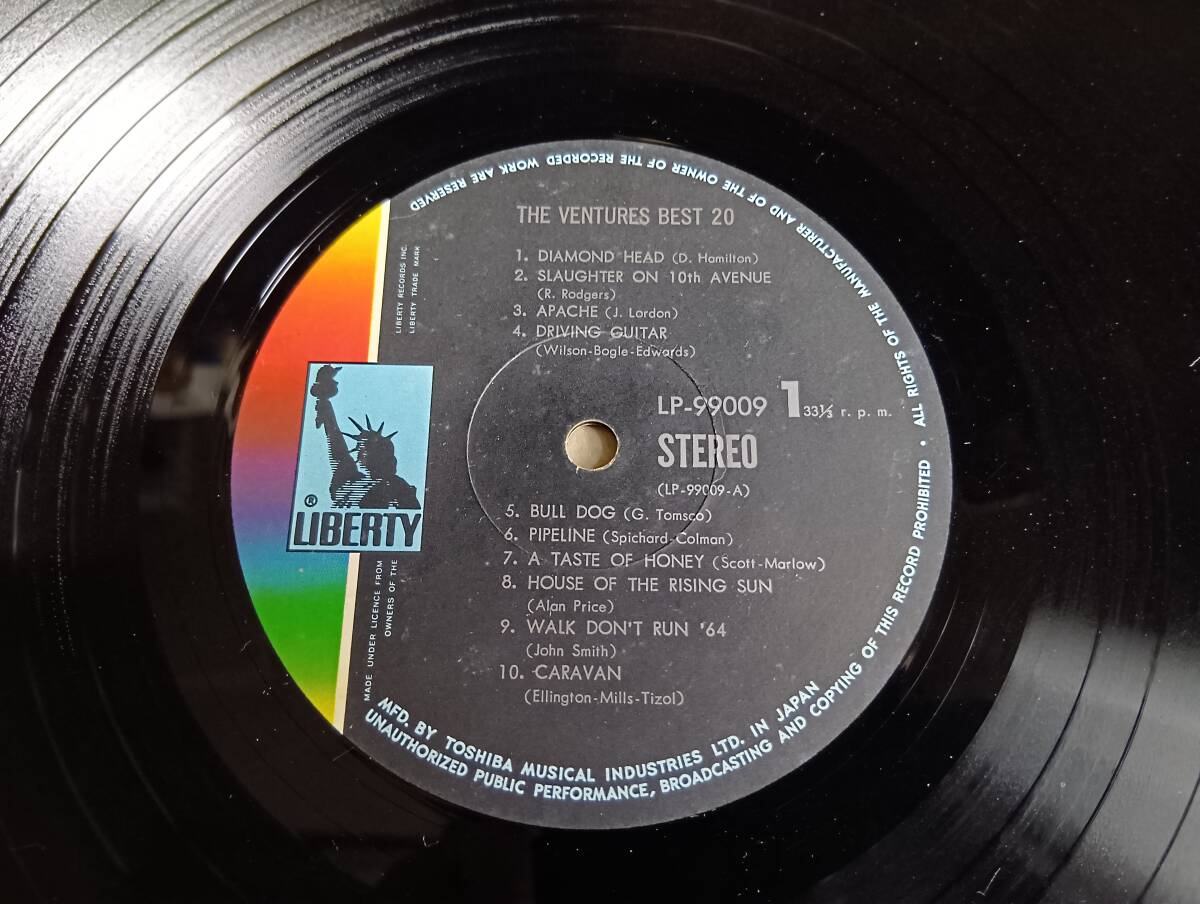 THE VENTURES BEST 20
1. DIAMOND HEAD (D. Hamilton)
2. SLAUGHTER ON 10th AVENUE
(R. Rodgers)
3. APACHE (J. Lordon)
4. DRIVING GUITAR
(Wilson-Bogle-Edwards)
LP-99009 1 33⅓ r. p. m.
STEREO
(LP-99009-A)
5. BULL DOG (G. Tomsco)
6. PIPELINE (Spichard-Colman)
7. A TASTE OF HONEY (Scott-Marlow)
8. HOUSE OF THE RISING SUN
(Alan Price)
9. WALK DON'T RUN '64
(John Smith)
10. CARAVAN
(Ellington-Mills-Tizol)
® LIBERTY
LIBERTY RECORDS INC.
LIBERTY TRADE MARK
MADE UNDER LICENCE FROM
OWNERS OF THE
MFD. BY TOSHIBA MUSICAL INDUSTRIES LTD. IN JAPAN
UNAUTHORIZED PUBLIC PERFORMANCE, BROADCASTING AND COPYING OF THIS RECORD PROHIBITED • ALL RIGHTS OF THE MANUFACTURER AND OF THE OWNER OF THE RECORDED WORK ARE RESERVED